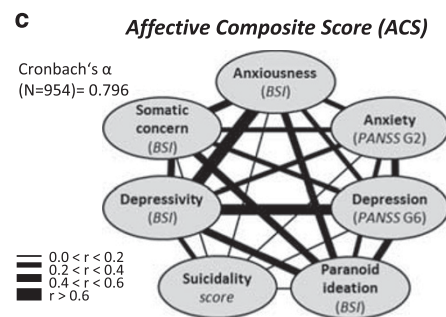 c
Affective Composite Score (ACS)
Cronbach's α
(N=954)= 0.796
Anxiousness
(BSI)
Somatic
concern
(BSI)
Anxiety
(PANSS G2)
Depressivity
(BSI)
Depression
(PANSS G6)
Suicidality
score
Paranoid
ideation
(BSI)
0.0 < r < 0.2
0.2 < r < 0.4
0.4 < r < 0.6
r > 0.6